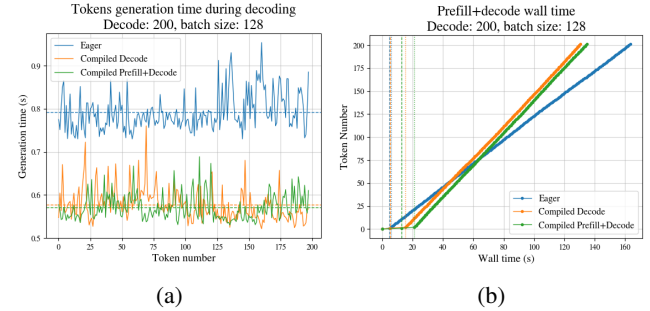 Tokens generation time during decoding
Decode: 200, batch size: 128
Eager
Compiled Decode
Compiled Prefill+Decode
Generation time (s)
0.9
0.8
0.7
0.6
0.5
0 25 50 75 100 125 150 175 200
Token number
(a)
Prefill+decode wall time
Decode: 200, batch size: 128
Token Number
200
175
150
125
100
75
50
25
0
Eager
Compiled Decode
Compiled Prefill+Decode
0 20 40 60 80 100 120 140 160
Wall time (s)
(b)